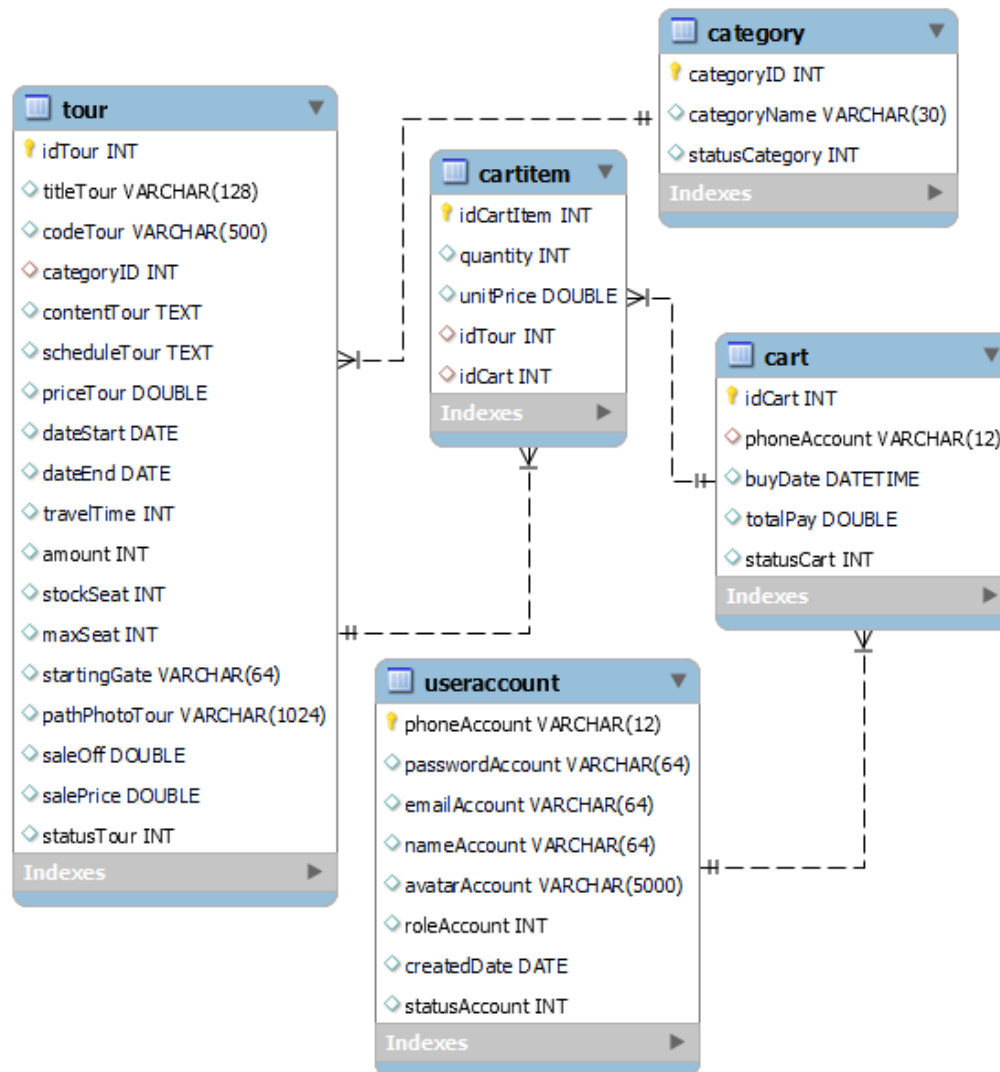 tour
idTour INT
titleTour VARCHAR(128)
codeTour VARCHAR(500)
categoryID INT
contentTour TEXT
scheduleTour TEXT
priceTour DOUBLE
dateStart DATE
dateEnd DATE
travelTime INT
amount INT
stockSeat INT
maxSeat INT
startingGate VARCHAR(64)
pathPhotoTour VARCHAR(1024)
saleOff DOUBLE
salePrice DOUBLE
statusTour INT
Indexes
cartitem
idCartItem INT
quantity INT
unitPrice DOUBLE
idTour INT
idCart INT
Indexes
category
categoryID INT
categoryName VARCHAR(30)
statusCategory INT
Indexes
cart
idCart INT
phoneAccount VARCHAR(12)
buyDate DATETIME
totalPay DOUBLE
statusCart INT
Indexes
useraccount
phoneAccount VARCHAR(12)
passwordAccount VARCHAR(64)
emailAccount VARCHAR(64)
nameAccount VARCHAR(64)
avatarAccount VARCHAR(5000)
roleAccount INT
createdDate DATE
statusAccount INT
Indexes